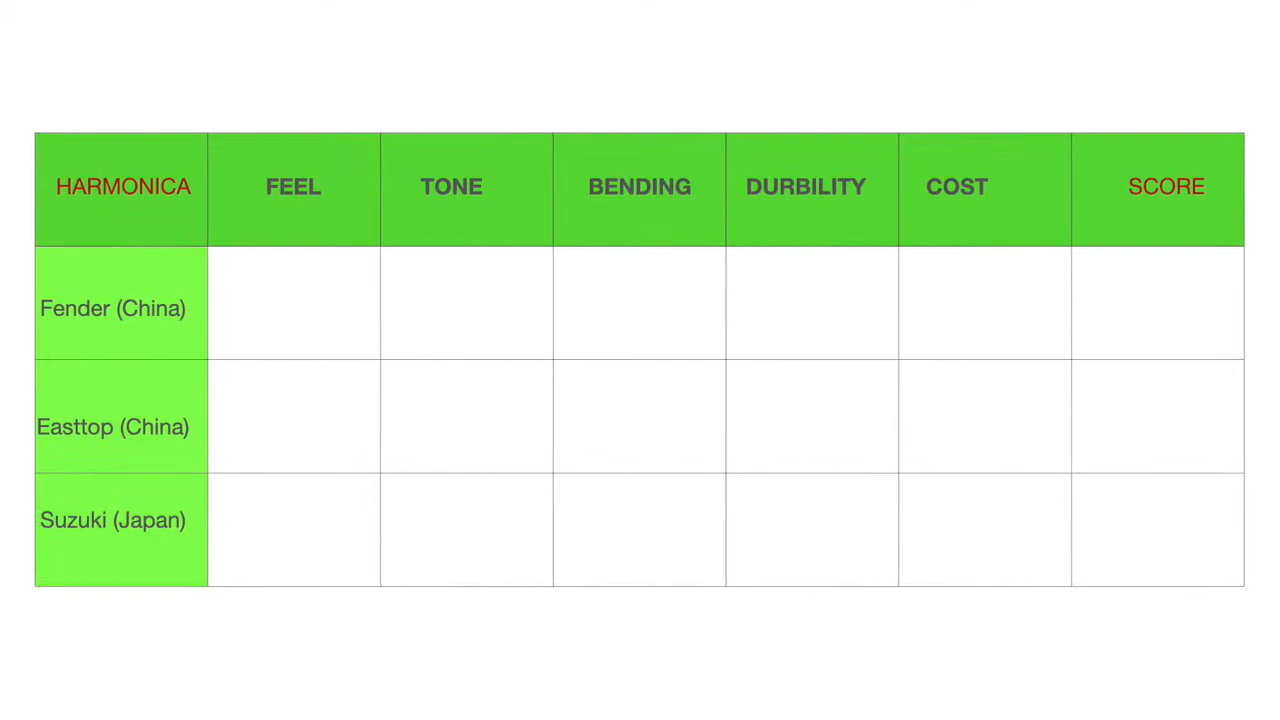 HARMONICA FEEL TONE BENDING DURBILITY COST SCORE
Fender (China)
Easttop (China)
Suzuki (Japan)